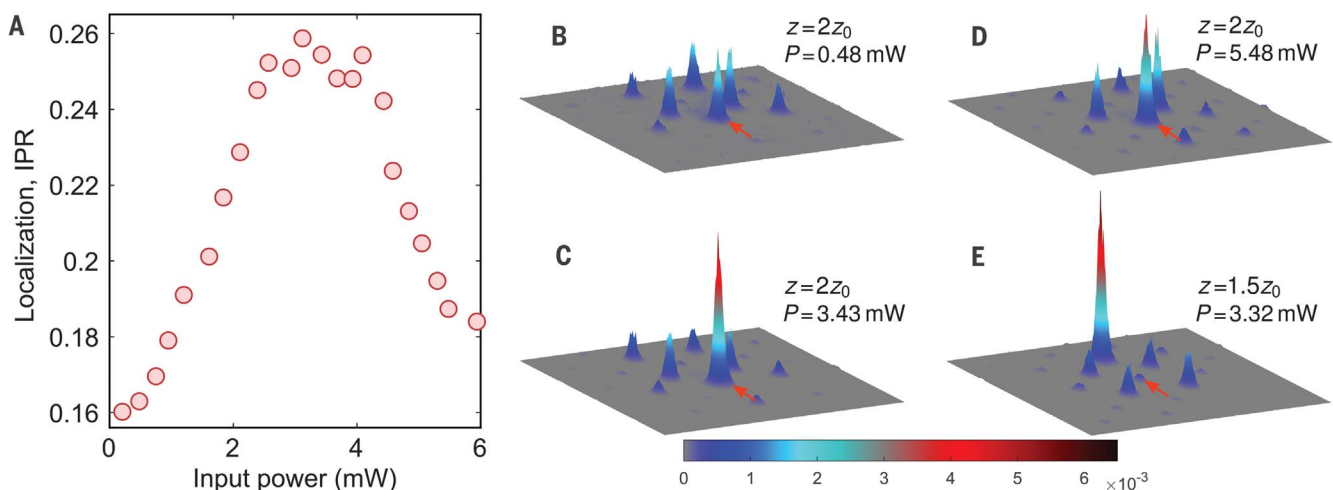 A
Localization, IPR
0.26
0.24
0.22
0.2
0.18
0.16
0
2
4
6
Input power (mW)
B
z=2z0
P=0.48 mW
D
z=2z0
P=5.48 mW
C
z=2z0
P=3.43 mW
E
z=1.5z0
P=3.32 mW
0 1 2 3 4 5 6 ×10⁻³